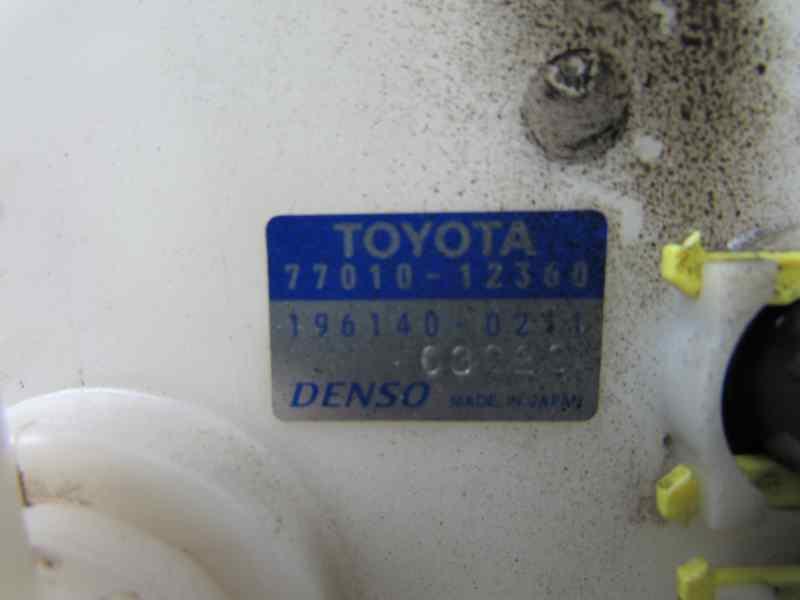 TOYOTA
77010-12360
196140-0211
DENSO MADE IN JAPAN